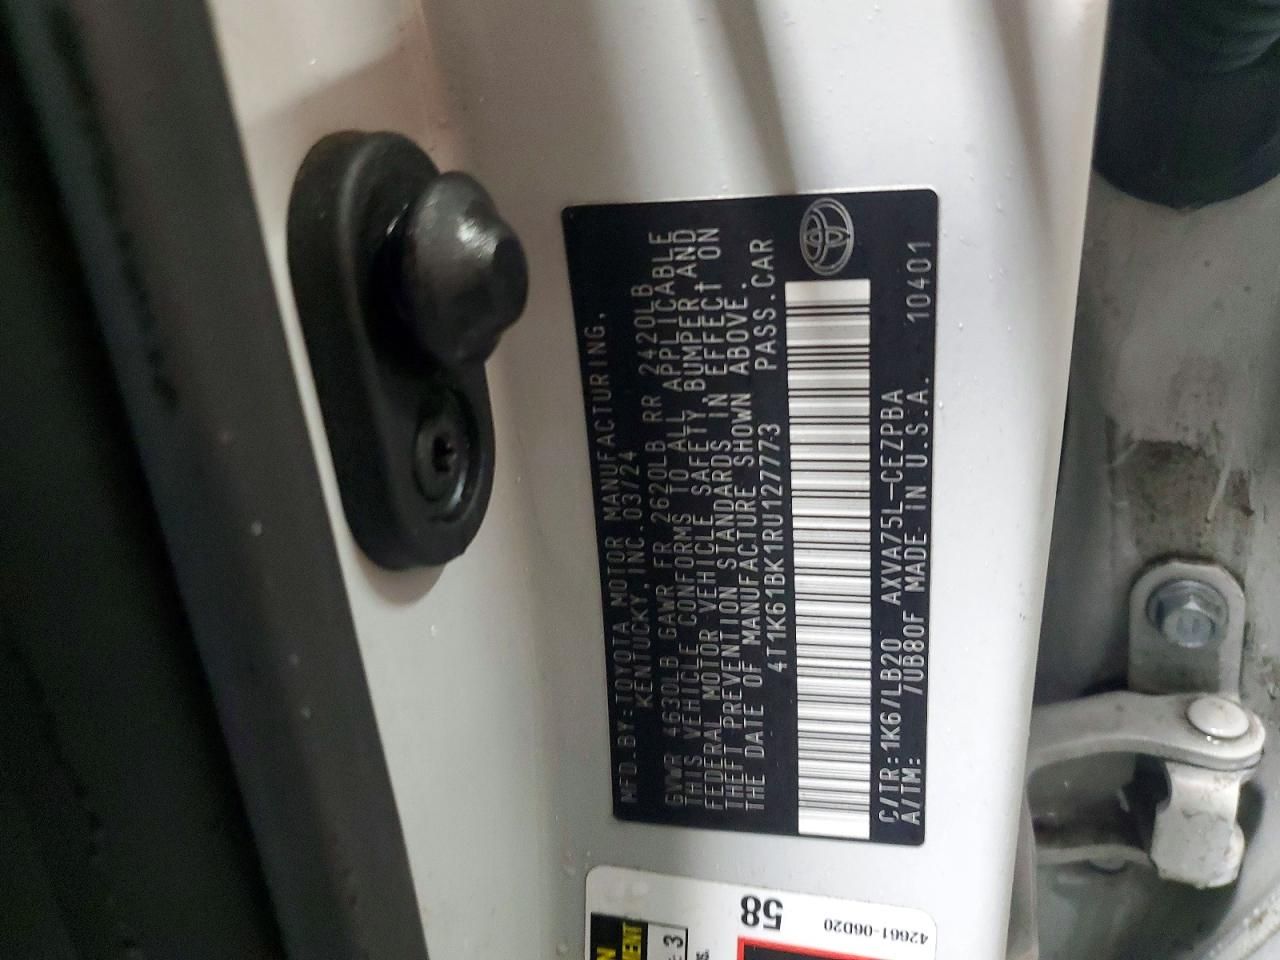 MFD.BY:TOYOTA MOTOR MANUFACTURING,
KENTUCKY, INC. 03/24
GVWR 4630LB GAWR FR 2620LB RR 2420LB
THIS VEHICLE CONFORMS TO ALL APPLICABLE
FEDERAL MOTOR VEHICLE SAFETY,BUMPER,AND
THEFT PREVENTION STANDARDS IN EFFECT ON
THE DATE OF MANUFACTURE SHOWN ABOVE.
4T1K61BK1RU127773 PASS.CAR
C/TR:1K6/LB20 AXVA75L-CEZPBA
A/TM: /UB80F MADE IN U.S.A. 10401
58
42661-06D20
3